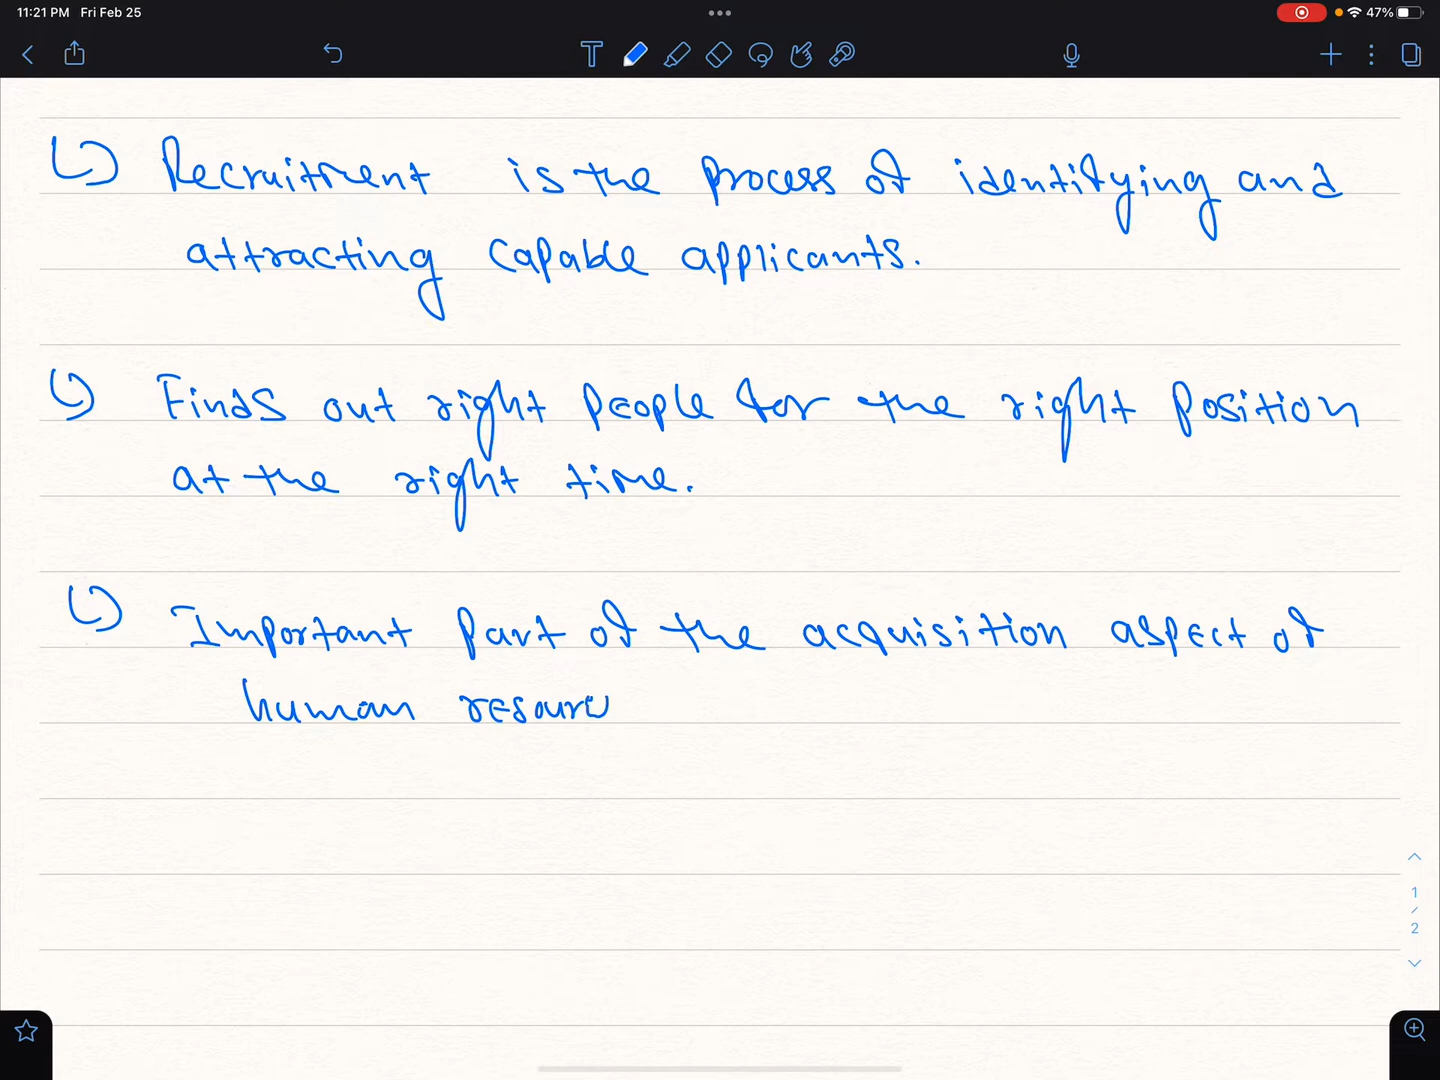 11:21 PM Fri Feb 25
47%
Recruitment is the process of identifying and
attracting capable applicants.
Finds out right people for the right position
at the right time.
Important part of the acquisition aspect of
human resourc
1
/
2